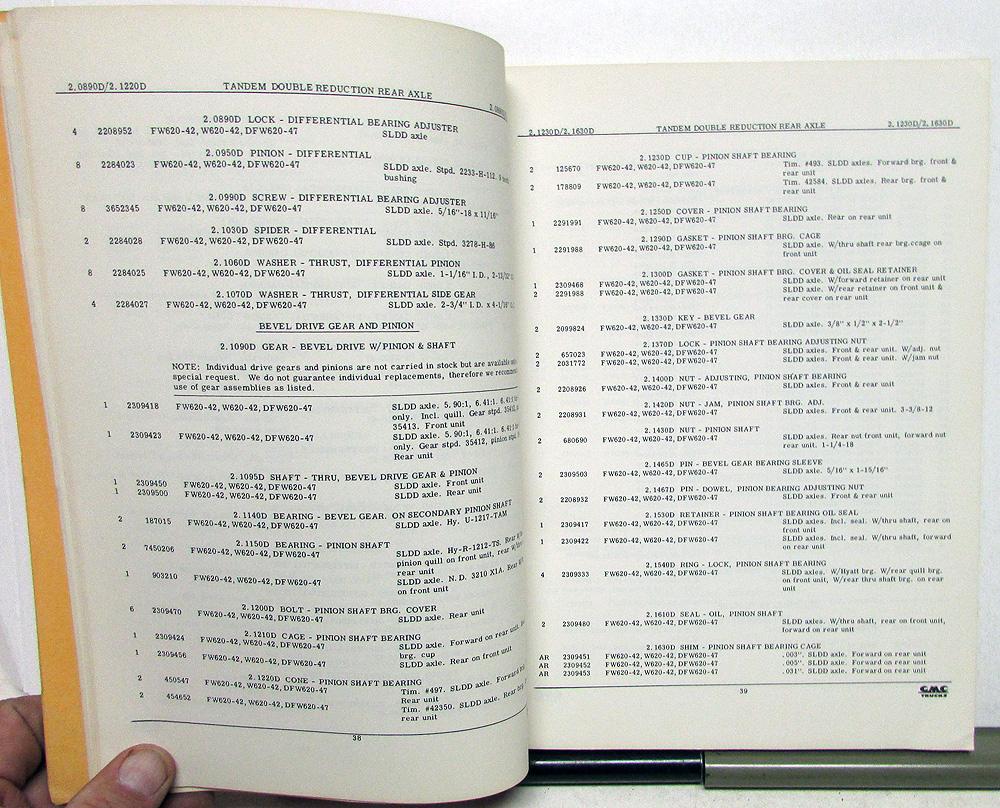 2.0890D/2.1220D TANDEM DOUBLE REDUCTION REAR AXLE
2.0890D LOCK - DIFFERENTIAL BEARING ADJUSTER
4 2208952 FW620-42, W620-42, DFW620-47 SLDD axle
2.0950D PINION - DIFFERENTIAL
8 2284023 FW620-42, W620-42, DFW620-47 SLDD axle. Stpd. 2233-H-112.
bushing
2.0990D SCREW - DIFFERENTIAL BEARING ADJUSTER
8 3652345 FW620-42, W620-42, DFW620-47 SLDD axle. 5/16"-18 x 11/16"
2.1030D SPIDER - DIFFERENTIAL
2 2284028 FW620-42, W620-42, DFW620-47 SLDD axle. Stpd. 3278-H-86
2.1060D WASHER - THRUST, DIFFERENTIAL PINION
8 2284025 FW620-42, W620-42, DFW620-47 SLDD axle. 1-1/16" I.D.,
2.1070D WASHER - THRUST, DIFFERENTIAL SIDE GEAR
4 2284027 FW620-42, W620-42, DFW620-47 SLDD axle. 2-3/4" I.D.
BEVEL DRIVE GEAR AND PINION
2.1090D GEAR - BEVEL DRIVE W/PINION & SHAFT
NOTE: Individual drive gears and pinions are not carried in stock but are available
special request. We do not guarantee individual replacements, therefore we recommend
use of gear assemblies as listed.
1 2309418 FW620-42, W620-42, DFW620-47 SLDD axle. 5.90:1, 6.41:1.
only. Incl. quill. Gear stpd. 35412,
35413. Front unit
1 2309423 FW620-42, W620-42, DFW620-47 SLDD axle. 5.90:1, 6.41:1.
only. Gear stpd. 35412, pinion stpd.
Rear unit
2.1095D SHAFT - THRU, BEVEL DRIVE GEAR & PINION
1 2309450 FW620-42, W620-42, DFW620-47 SLDD axle. Front unit
1 2309500 FW620-42, W620-42, DFW620-47 SLDD axle. Rear unit
2.1140D BEARING - BEVEL GEAR. ON SECONDARY PINION SHAFT
2 187015 FW620-42, W620-42, DFW620-47 SLDD axle. Hy. U-1217-TAM
2.1150D BEARING - PINION SHAFT
2 7450206 FW620-42, W620-42, DFW620-47 SLDD axle. Hy-R-1212-TS. Rear
pinion quill on front unit, rear
rear unit
1 903210 FW620-42, W620-42, DFW620-47 SLDD axle. N.D. 3210 X1A. Rear
on front unit
2.1200D BOLT - PINION SHAFT BRG. COVER
6 2309470 FW620-42, W620-42, DFW620-47 SLDD axle. Rear unit
2.1210D CAGE - PINION SHAFT BEARING
1 2309424 FW620-42, W620-42, DFW620-47 SLDD axle. Forward on rear unit.
brg. cup
1 2309456 FW620-42, W620-42, DFW620-47 SLDD axle. Rear on front unit
2.1220D CONE - PINION SHAFT BEARING
2 450547 FW620-42, W620-42, DFW620-47 Tim. #497. SLDD axle. Forward
Rear unit
2 454652 FW620-42, W620-42, DFW620-47 Tim. #42350. SLDD axle. Rear
rear unit
38
2.1230D/2.1630D TANDEM DOUBLE REDUCTION REAR AXLE 2.1230D/2.1630D
2.1230D CUP - PINION SHAFT BEARING
2 125670 FW620-42, W620-42, DFW620-47 Tim. #493. SLDD axles. Forward brg. front &
rear unit
2 178809 FW620-42, W620-42, DFW620-47 Tim. 42584. SLDD axles. Rear brg. front &
rear unit
2.1250D COVER - PINION SHAFT BEARING
1 2291991 FW620-42, W620-42, DFW620-47 SLDD axle. Rear on rear unit
2.1290D GASKET - PINION SHAFT BRG. CAGE
1 2291988 FW620-42, W620-42, DFW620-47 SLDD axle. W/thru shaft rear brg.ccage on
front unit
2.1300D GASKET - PINION SHAFT BRG. COVER & OIL SEAL RETAINER
1 2309468 FW620-42, W620-42, DFW620-47 SLDD axle. W/forward retainer on rear unit
2 2291988 FW620-42, W620-42, DFW620-47 SLDD axle. W/rear retainer on front unit &
rear cover on rear unit
2.1330D KEY - BEVEL GEAR
2 2099824 FW620-42, W620-42, DFW620-47 SLDD axle. 3/8" x 1/2" x 2-1/2"
2.1370D LOCK - PINION SHAFT ADJUSTING NUT
2 657023 FW620-42, W620-42, DFW620-47 SLDD axles. Front & rear unit. W/adj. nut
2 2031772 FW620-42, W620-42, DFW620-47 SLDD axles. Front & rear unit. W/jam nut
2.1400D NUT - ADJUSTING, PINION SHAFT BEARING
2 2208926 FW620-42, W620-42, DFW620-47 SLDD axle. Front & rear unit
2.1420D NUT - JAM, PINION SHAFT BRG. ADJ.
2 2208931 FW620-42, W620-42, DFW620-47 SLDD axles. Front & rear unit. 3-3/8-12
2.1430D NUT - PINION SHAFT
2 680690 FW620-42, W620-42, DFW620-47 SLDD axles. Rear nut front unit, forward nut
rear unit. 1-1/4-18
2.1465D PIN - BEVEL GEAR BEARING SLEEVE
2 2309503 FW620-42, W620-42, DFW620-47 SLDD axle. 5/16" x 1-15/16"
2.1467D PIN - DOWEL, PINION BEARING ADJUSTING NUT
2 2208932 FW620-42, W620-42, DFW620-47 SLDD axle. Front & rear unit
2.1530D RETAINER - PINION SHAFT BEARING OIL SEAL
1 2309417 FW620-42, W620-42, DFW620-47 SLDD axles. Incl. seal. W/thru shaft, rear on
front unit
1 2309422 FW620-42, W620-42, DFW620-47 SLDD axle. Incl. seal. W/thru shaft, forward
on rear unit
2.1540D RING - LOCK, PINION SHAFT BEARING
4 2309333 FW620-42, W620-42, DFW620-47 SLDD axles. W/Hyatt brg. W/rear quill brg.
on front unit, W/rear thru shaft brg. on rear
unit
2.1610D SEAL - OIL, PINION SHAFT
2 2309480 FW620-42, W620-42, DFW620-47 SLDD axles. W/thru shaft, rear on front unit,
forward on rear unit
2.1630D SHIM - PINION SHAFT BEARING CAGE
AR 2309451 FW620-42, W620-42, DFW620-47 .003". SLDD axle. Forward on rear unit
AR 2309452 FW620-42, W620-42, DFW620-47 .005". SLDD axle. Forward on rear unit
AR 2309453 FW620-42, W620-42, DFW620-47 .031". SLDD axle. Forward on rear unit
39
GMC
TRUCKS